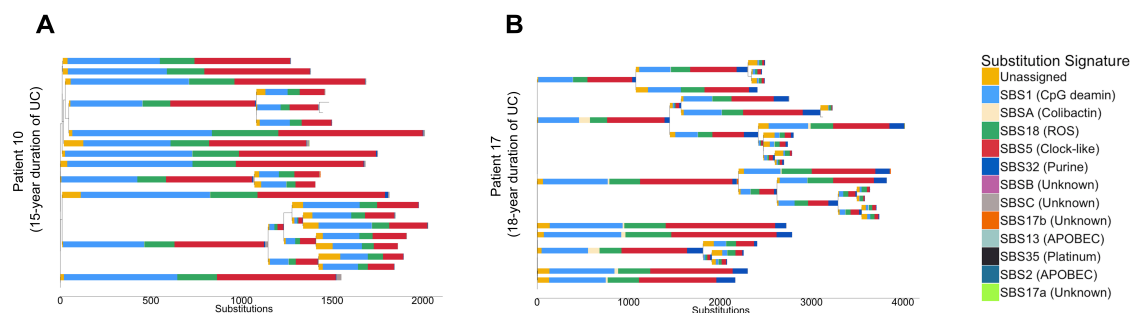 A
B
Patient 10
(15-year duration of UC)
0
500
1000
1500
2000
Substitutions
Patient 17
(18-year duration of UC)
0
1000
2000
3000
4000
Substitutions
Substitution Signature
Unassigned
SBS1 (CpG deamin)
SBSA (Colibactin)
SBS18 (ROS)
SBS5 (Clock-like)
SBS32 (Purine)
SBSB (Unknown)
SBSC (Unknown)
SBS17b (Unknown)
SBS13 (APOBEC)
SBS35 (Platinum)
SBS2 (APOBEC)
SBS17a (Unknown)